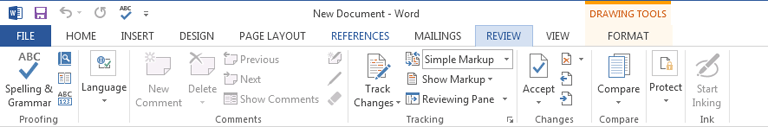 New Document - Word
DRAWING TOOLS
FILE HOME INSERT DESIGN PAGE LAYOUT REFERENCES MAILINGS REVIEW VIEW FORMAT
ABC
Spelling & Grammar
ABC
123
Proofing
Language
New Comment
Delete
Previous
Next
Show Comments
Comments
Track Changes
Simple Markup
Show Markup
Reviewing Pane
Tracking
Accept
Changes
Compare
Compare
Protect
Start Inking
Ink